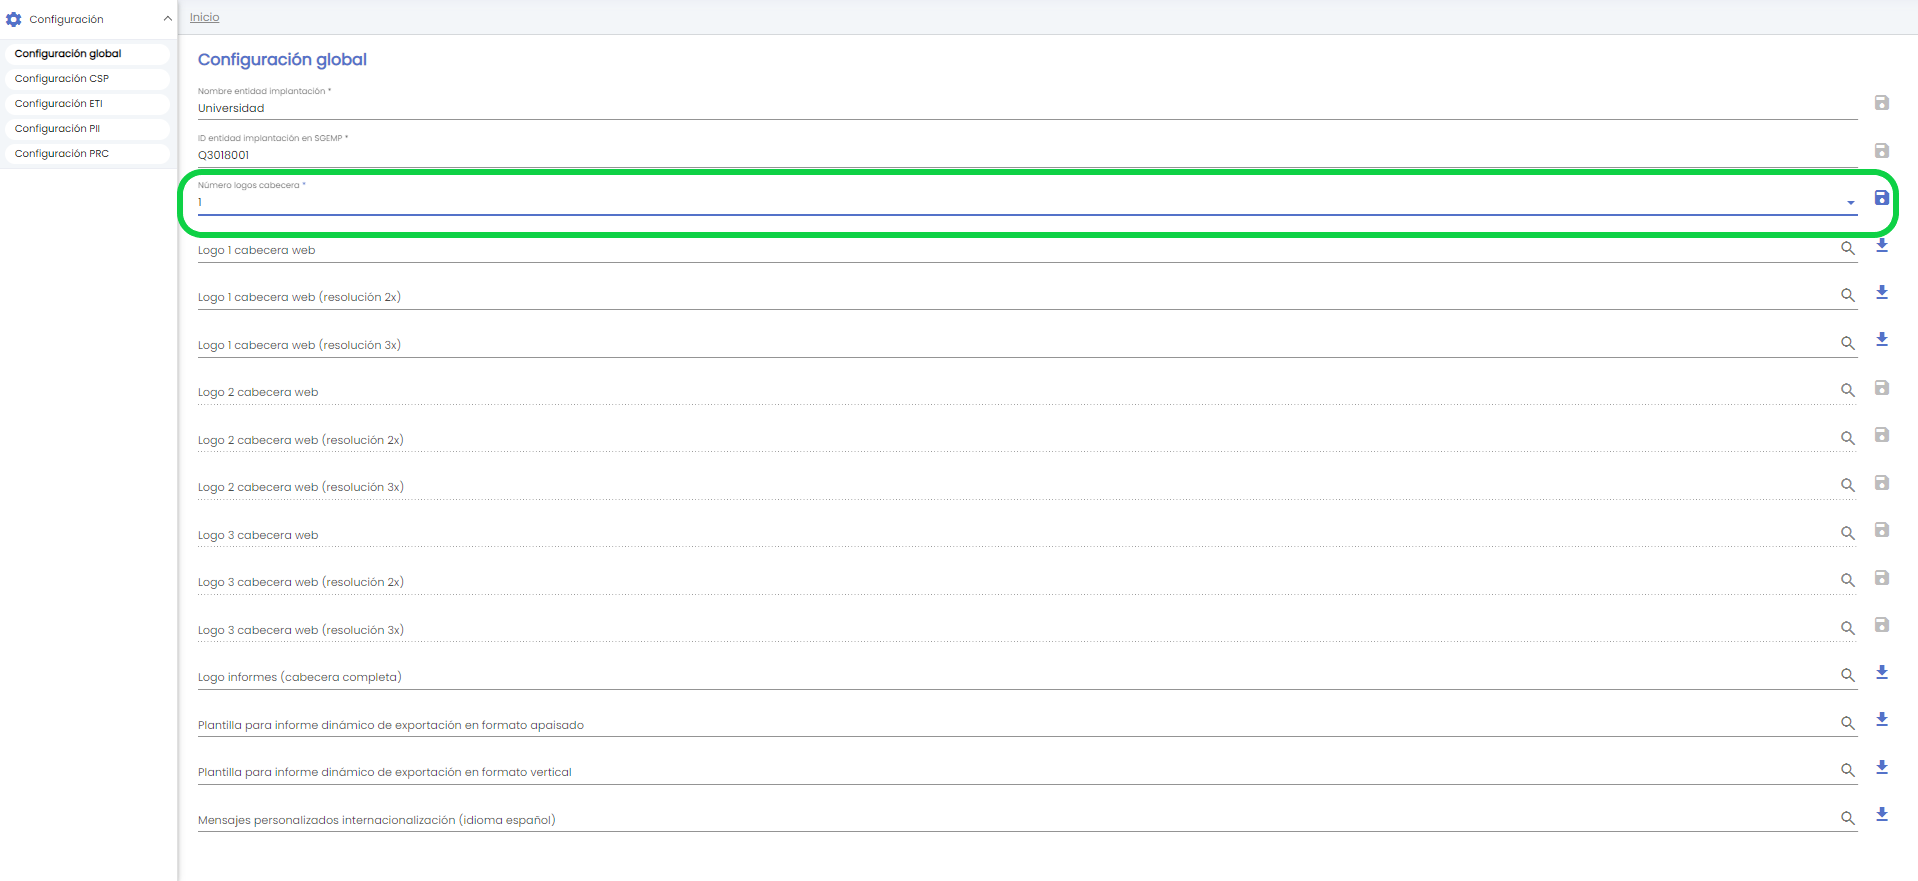 Configuración
Configuración global
Configuración CSP
Configuración ETI
Configuración PII
Configuración PRC
Inicio
Configuración global
Nombre entidad implantación *
Universidad
ID entidad implantación en SGEMP *
Q3018001
Número logos cabecera *
1
Logo 1 cabecera web
Logo 1 cabecera web (resolución 2x)
Logo 1 cabecera web (resolución 3x)
Logo 2 cabecera web
Logo 2 cabecera web (resolución 2x)
Logo 2 cabecera web (resolución 3x)
Logo 3 cabecera web
Logo 3 cabecera web (resolución 2x)
Logo 3 cabecera web (resolución 3x)
Logo informes (cabecera completa)
Plantilla para informe dinámico de exportación en formato apaisado
Plantilla para informe dinámico de exportación en formato vertical
Mensajes personalizados internacionalización (idioma español)